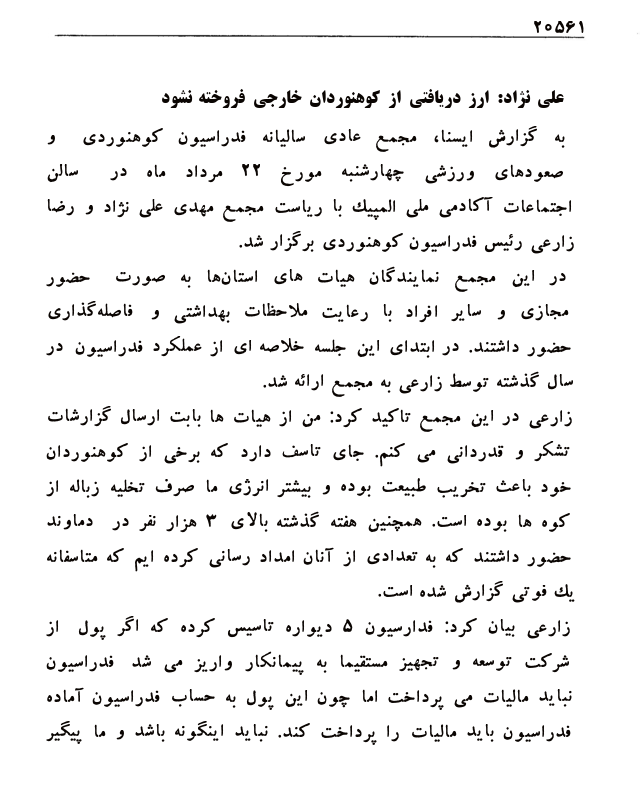 ۲۰۵۶۱
علی نژاد: ارز دریافتی از کوهنوردان خارجی فروخته نشود
به گزارش ایسنا، مجمع عادی سالیانه فدراسیون کوهنوردی و
صعودهای ورزشی چهارشنبه مورخ ۲۲ مرداد ماه در سالن
اجتماعات آکادمی ملی المپیك با ریاست مجمع مهدی علی نژاد و رضا
زارعی رئیس فدراسیون کوهنوردی برگزار شد.
در این مجمع نمایندگان هیات های استان‌ها به صورت حضور
مجازی و سایر افراد با رعایت ملاحظات بهداشتی و فاصله‌گذاری
حضور داشتند. در ابتدای این جلسه خلاصه ای از عملکرد فدراسیون در
سال گذشته توسط زارعی به مجمع ارائه شد.
زارعی در این مجمع تاکید کرد: من از هیات ها بابت ارسال گزارشات
تشکر و قدردانی می کنم. جای تاسف دارد که برخی از کوهنوردان
خود باعث تخریب طبیعت بوده و بیشتر انرژی ما صرف تخلیه زباله از
کوه ها بوده است. همچنین هفته گذشته بالای ۳ هزار نفر در دماوند
حضور داشتند که به تعدادی از آنان امداد رسانی کرده ایم که متاسفانه
یك فوتی گزارش شده است.
زارعی بیان کرد: فدارسیون ۵ دیواره تاسیس کرده که اگر پول از
شرکت توسعه و تجهیز مستقیما به پیمانکار واریز می شد فدراسیون
نباید مالیات می پرداخت اما چون این پول به حساب فدراسیون آماده
فدراسیون باید مالیات را پرداخت کند. نباید اینگونه باشد و ما پیگیر